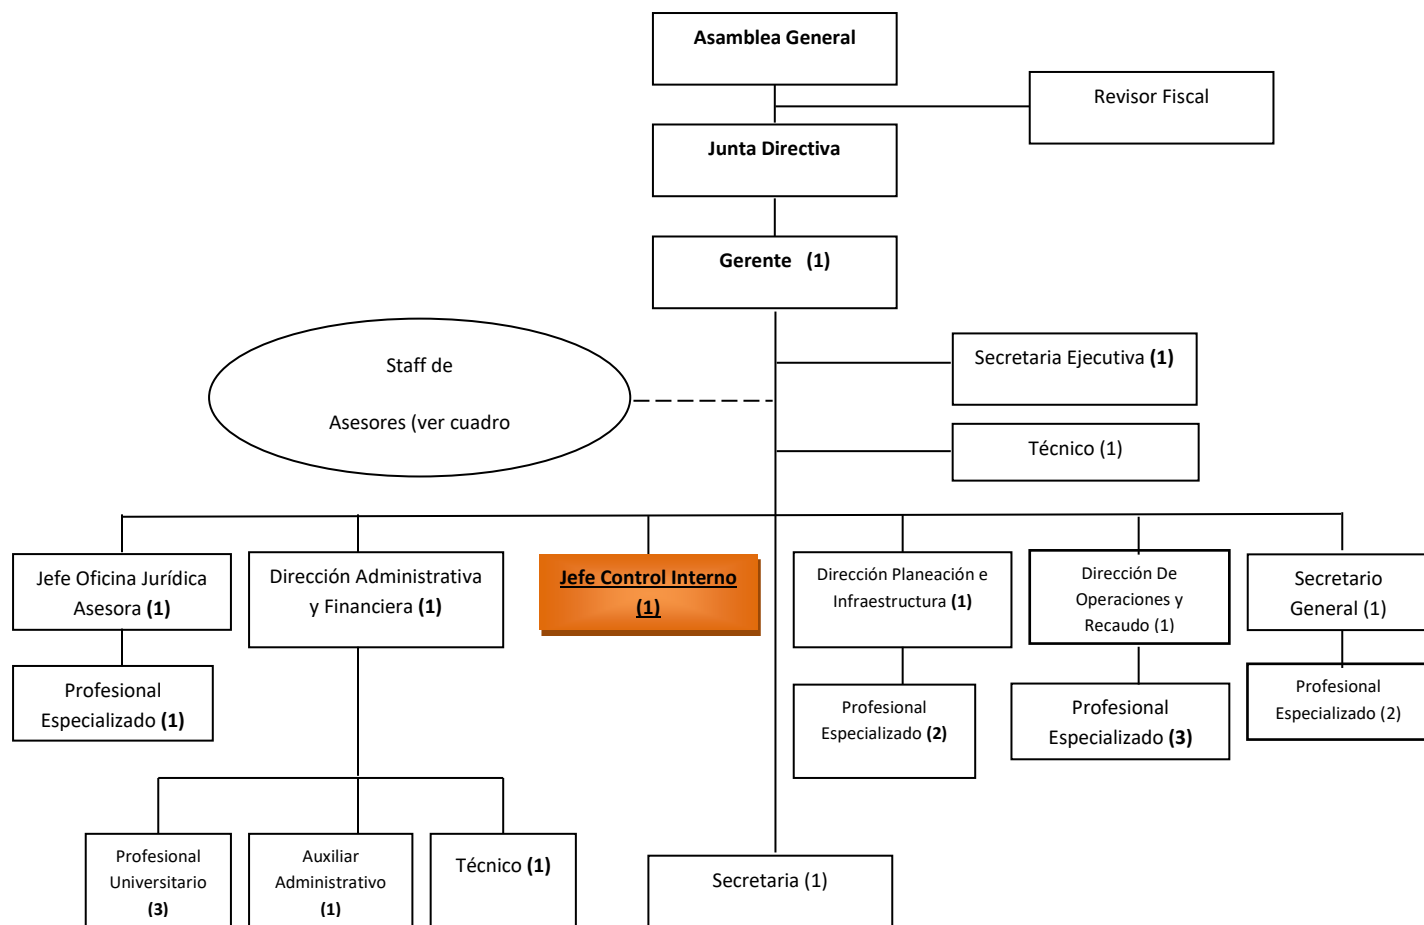 Asamblea General
Revisor Fiscal
Junta Directiva
Gerente (1)
Staff de
Asesores (ver cuadro
Secretaria Ejecutiva (1)
Técnico (1)
Jefe Oficina Jurídica
Asesora (1)
Dirección Administrativa
y Financiera (1)
Jefe Control Interno
(1)
Dirección Planeación e
Infraestructura (1)
Dirección De
Operaciones y
Recaudo (1)
Secretario
General (1)
Profesional
Especializado (1)
Profesional
Especializado (2)
Profesional
Especializado (3)
Profesional
Especializado (2)
Profesional
Universitario
(3)
Auxiliar
Administrativo
(1)
Técnico (1)
Secretaria (1)